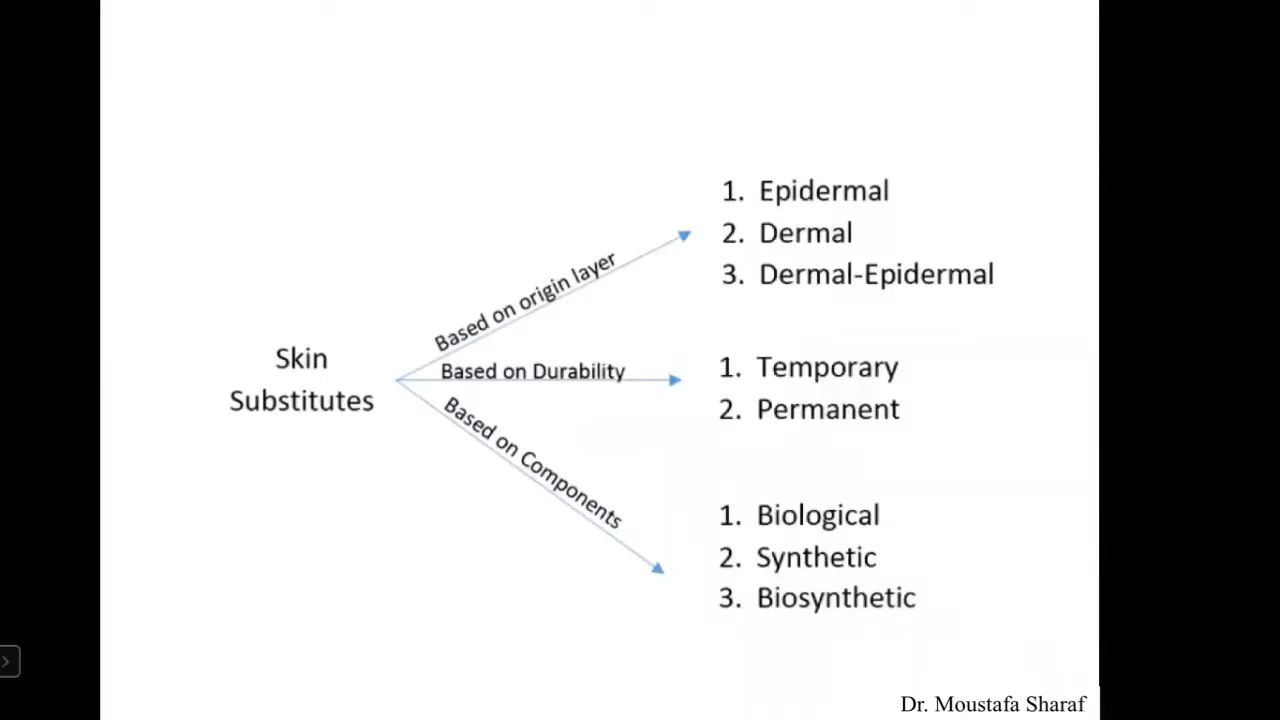 Skin
Substitutes
Based on origin layer
1. Epidermal
2. Dermal
3. Dermal-Epidermal
Based on Durability
1. Temporary
2. Permanent
Based on Components
1. Biological
2. Synthetic
3. Biosynthetic
Dr. Moustafa Sharaf